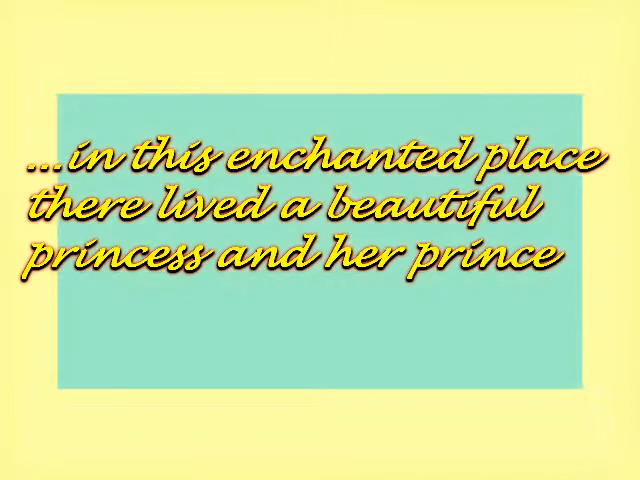 ...in this enchanted place
there lived a beautiful
princess and her prince